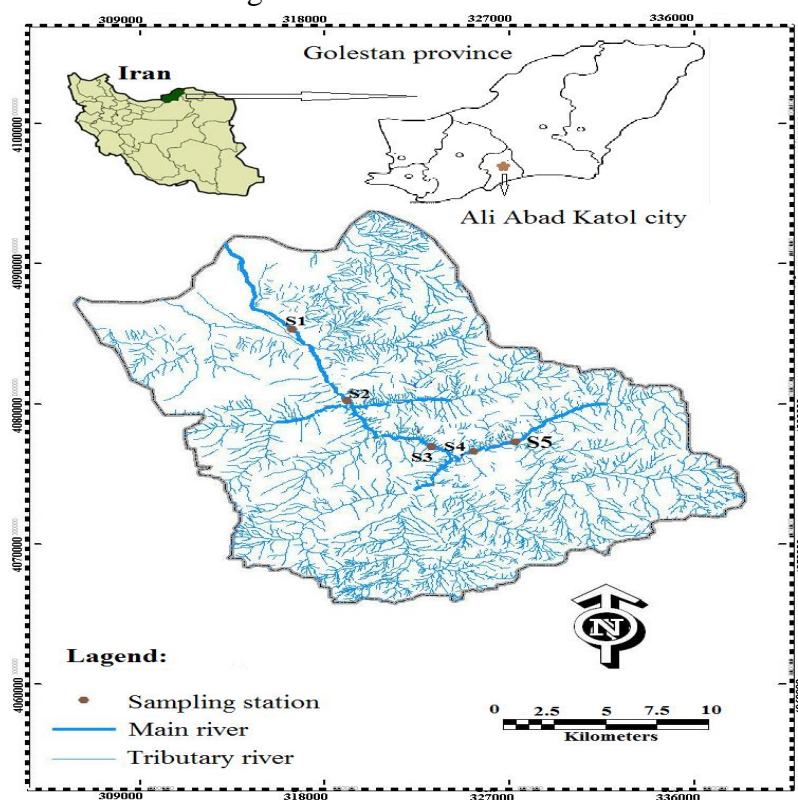 309000 318000 327000 336000
Golestan province
Iran
Ali Abad Katol city
4100000
4090000
4080000
4070000
4060000
S1
S2
S3 S4 S5
N
Lagend:
Sampling station
Main river
Tributary river
0 2.5 5 7.5 10
Kilometers
309000 318000 327000 336000